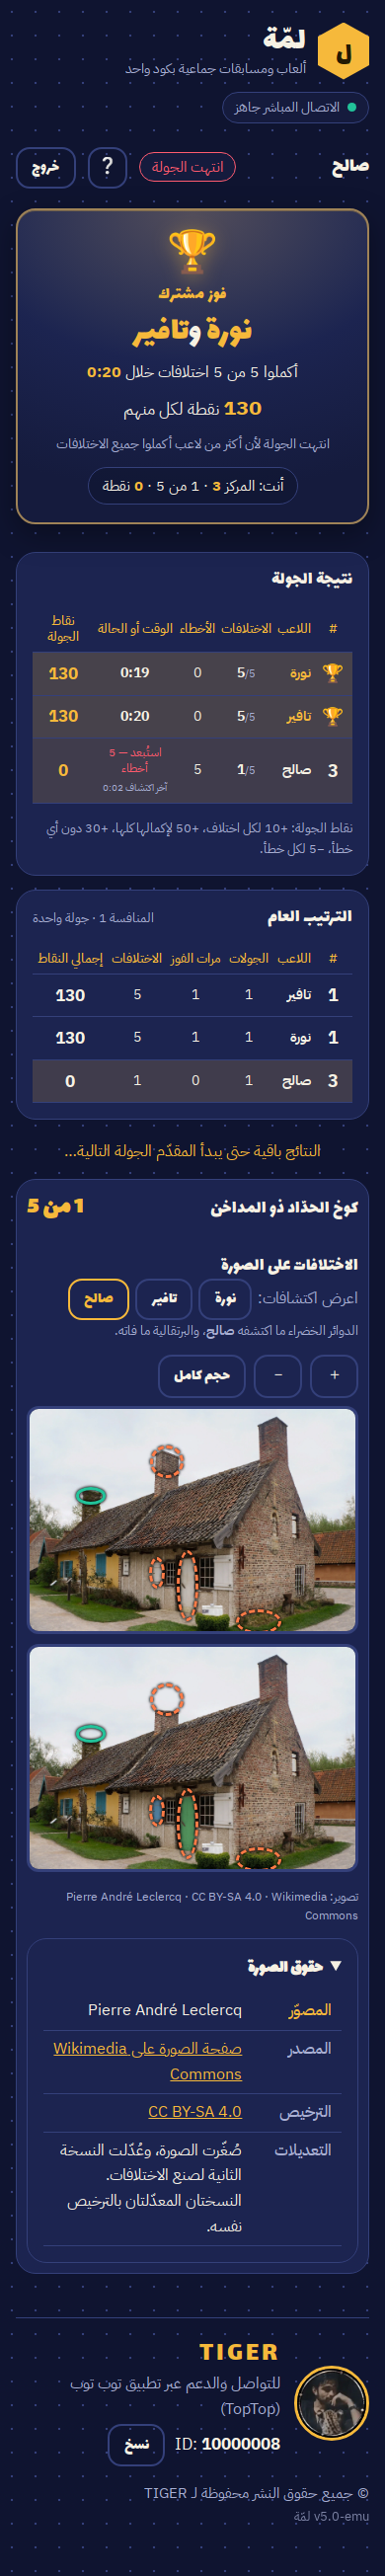 ل
لمّة
ألعاب ومسابقات جماعية بكود واحد
الاتصال المباشر جاهز
صالح
انتهت الجولة
?
خروج
🏆
فوز مشترك
نورة وتافير
أكملوا 5 من 5 اختلافات خلال 0:20
130 نقطة لكل منهم
انتهت الجولة لأن أكثر من لاعب أكملوا جميع الاختلافات
أنت: المركز 3 · 1 من 5 · 0 نقطة
نتيجة الجولة
# اللاعب الاختلافات الأخطاء الوقت أو الحالة نقاط الجولة
🏆 نورة 5/5 0 0:19 130
🏆 تافير 5/5 0 0:20 130
3 صالح 1/5 5 استُبعد — 5 أخطاء 0
آخر اكتشاف 0:02
نقاط الجولة: +10 لكل اختلاف، +50 لإكمالها كلها، +30 دون أي
خطأ، −5 لكل خطأ.
الترتيب العام
المنافسة 1 · جولة واحدة
# اللاعب الجولات مرات الفوز الاختلافات إجمالي النقاط
1 تافير 1 1 5 130
1 نورة 1 1 5 130
3 صالح 1 0 1 0
النتائج باقية حتى يبدأ المقدّم الجولة التالية...
كوخ الحدّاد ذو المداخن
1 من 5
الاختلافات على الصورة
اعرض اكتشافات: نورة تافير صالح
الدوائر الخضراء ما اكتشفه صالح، والبرتقالية ما فاته.
+ − حجم كامل
تصوير: Pierre André Leclercq · CC BY-SA 4.0 · Wikimedia
Commons
▼ حقوق الصورة
المصوّر Pierre André Leclercq
المصدر صفحة الصورة على Wikimedia
Commons
الترخيص CC BY-SA 4.0
التعديلات صُغّرت الصورة، وعُدّلت النسخة
الثانية لصنع الاختلافات.
النسختان المعدّلتان بالترخيص
نفسه.
TIGER
للتواصل والدعم عبر تطبيق توب توب
(TopTop)
ID: 10000008 نسخ
© جميع حقوق النشر محفوظة لـ TIGER
لمّة v5.0-emu